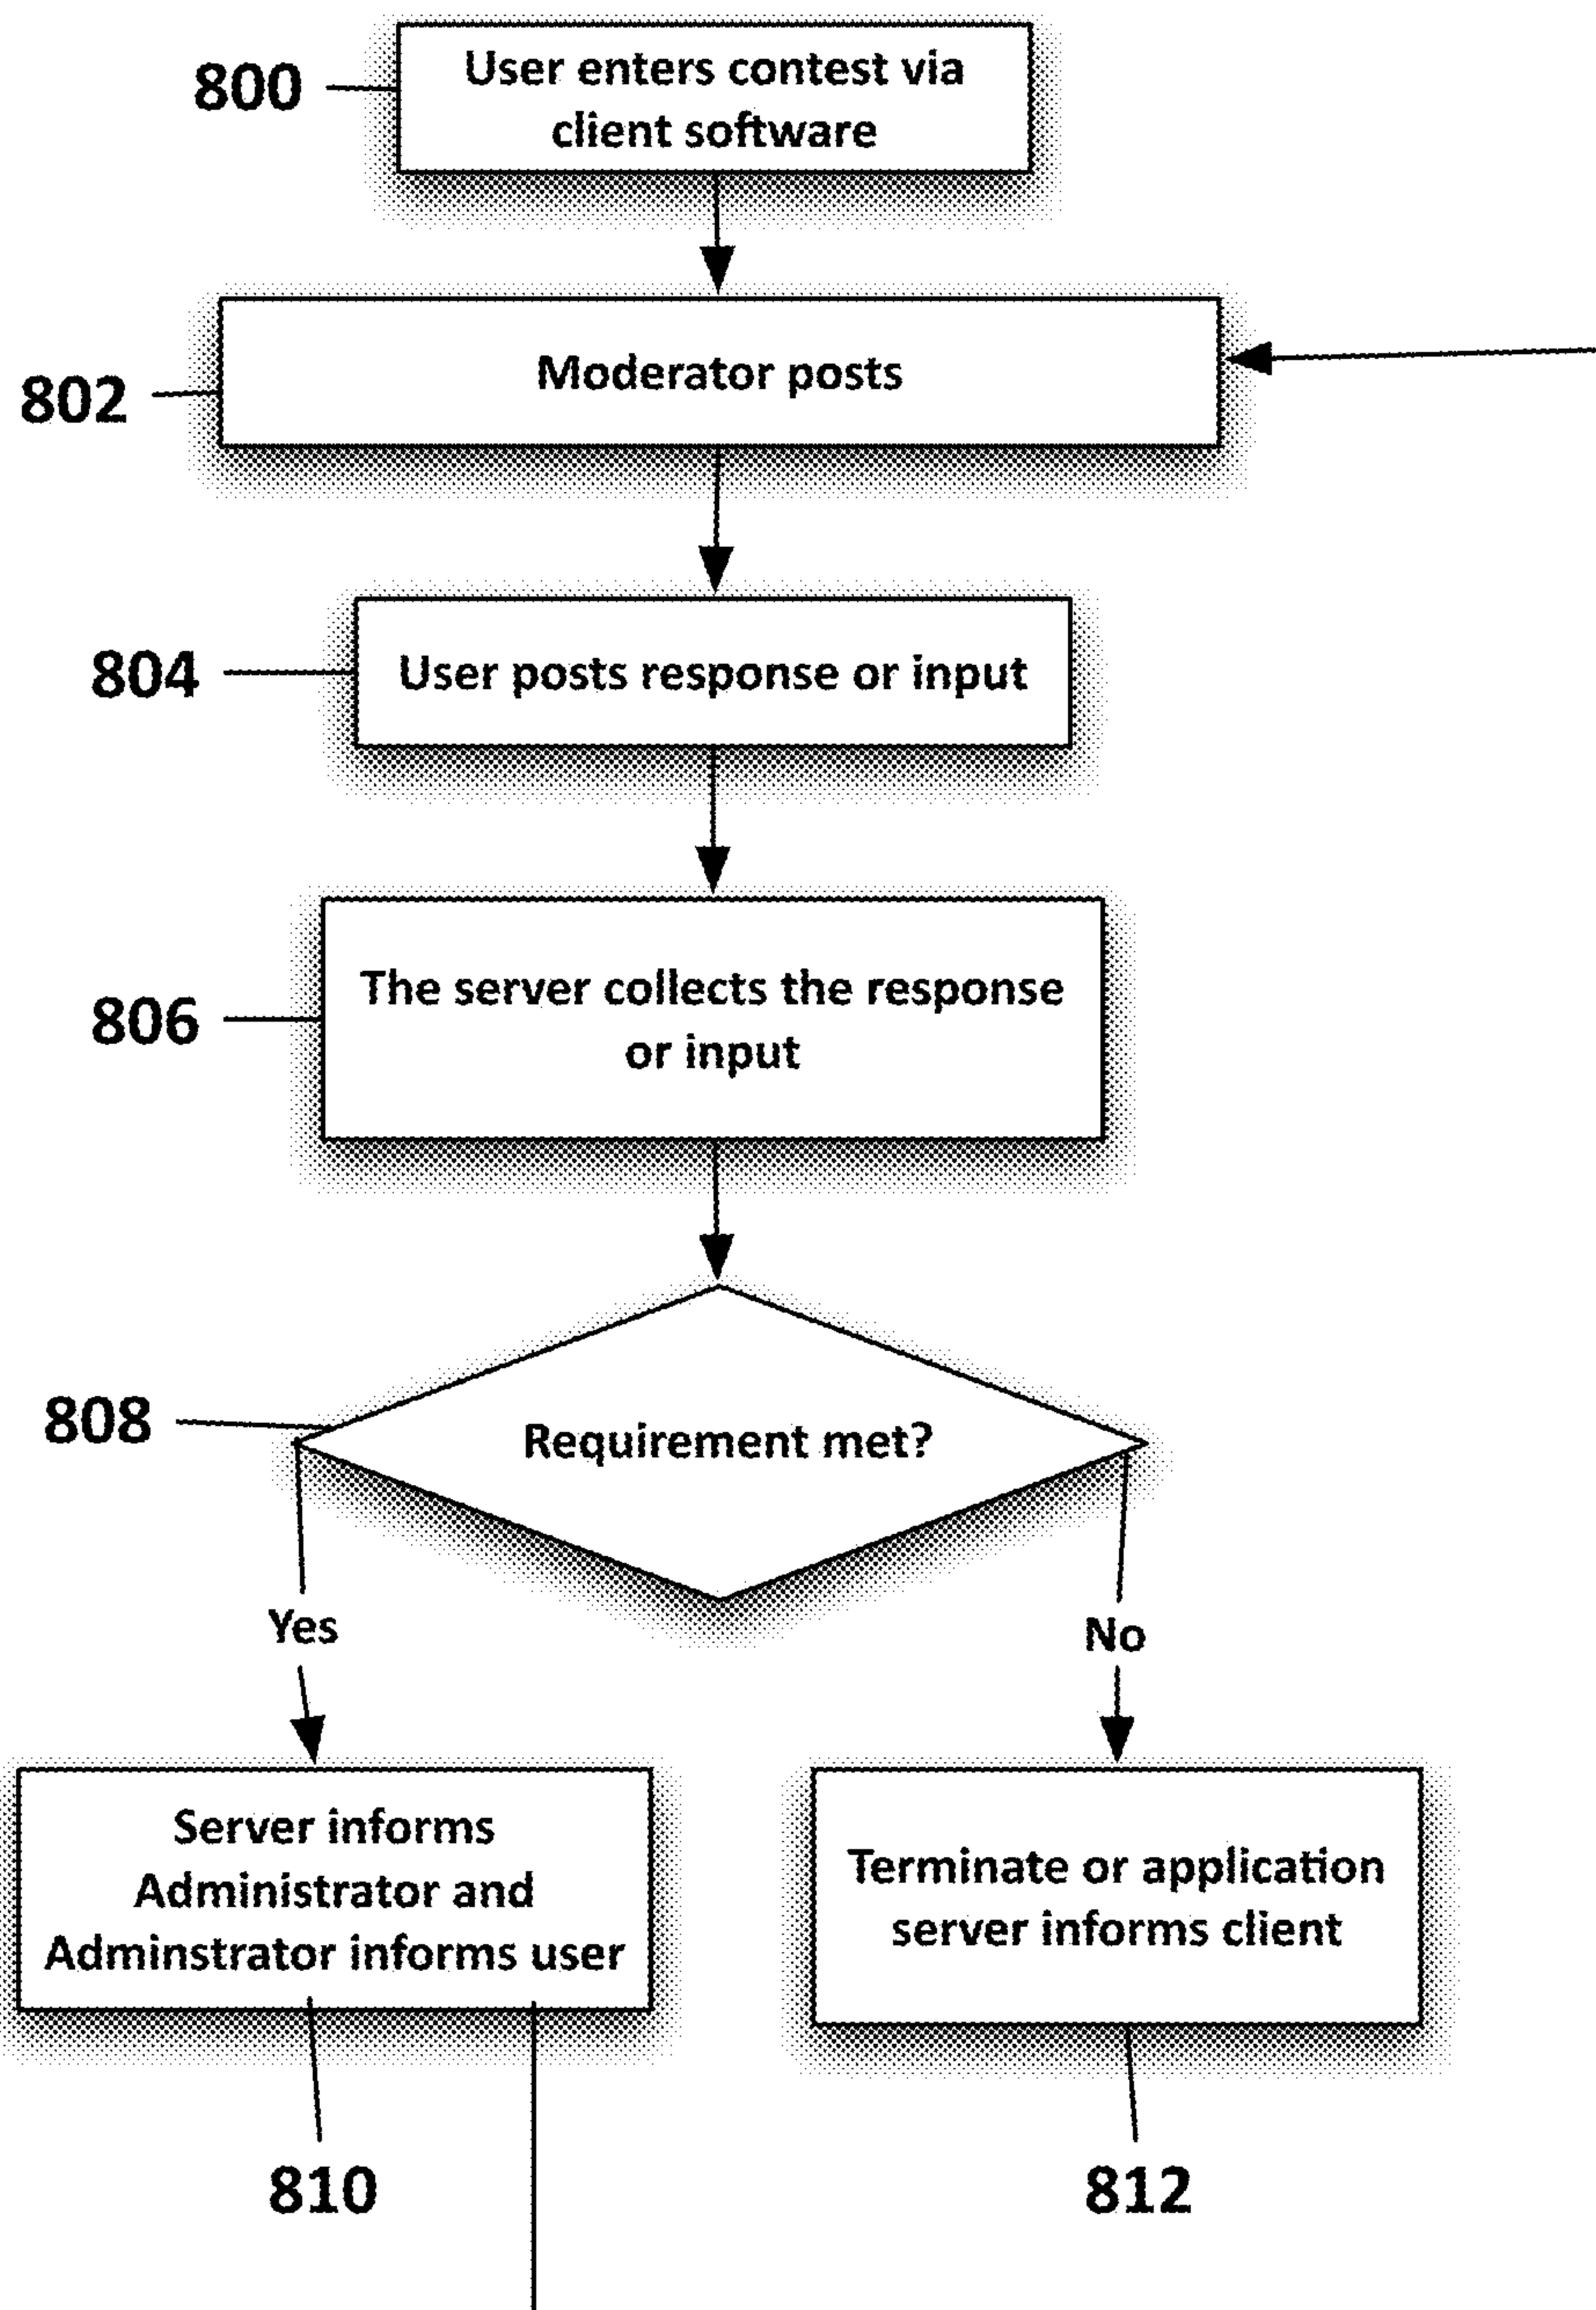 800
User enters contest via
client software
802
Moderator posts
804
User posts response or input
806
The server collects the response
or input
808
Requirement met?
Yes
No
Server informs
Administrator and
Adminstrator informs user
Terminate or application
server informs client
810
812